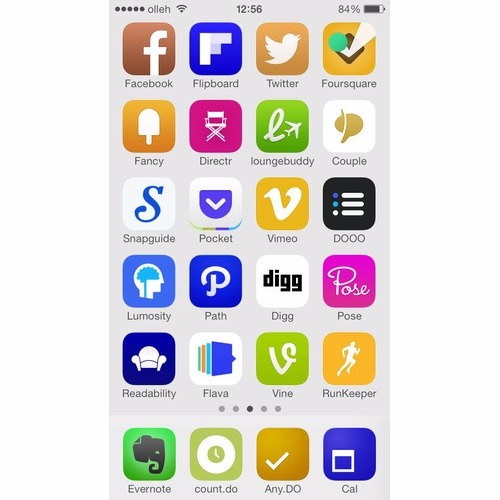 olleh 12:56 84%
Facebook Flipboard Twitter Foursquare
Fancy Directr loungebuddy Couple
Snapguide Pocket Vimeo DOOO
digg Pose
Lumosity Path Digg Pose
Readability Flava Vine RunKeeper
Evernote count.do Any.DO Cal